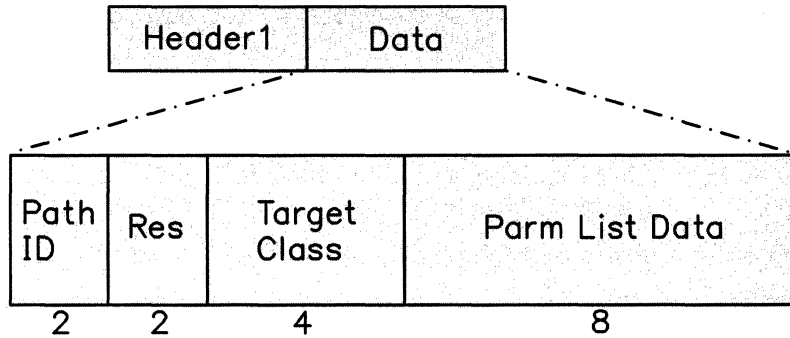 Header1 Data
Path ID
Res
Target Class
Parm List Data
2 2 4 8